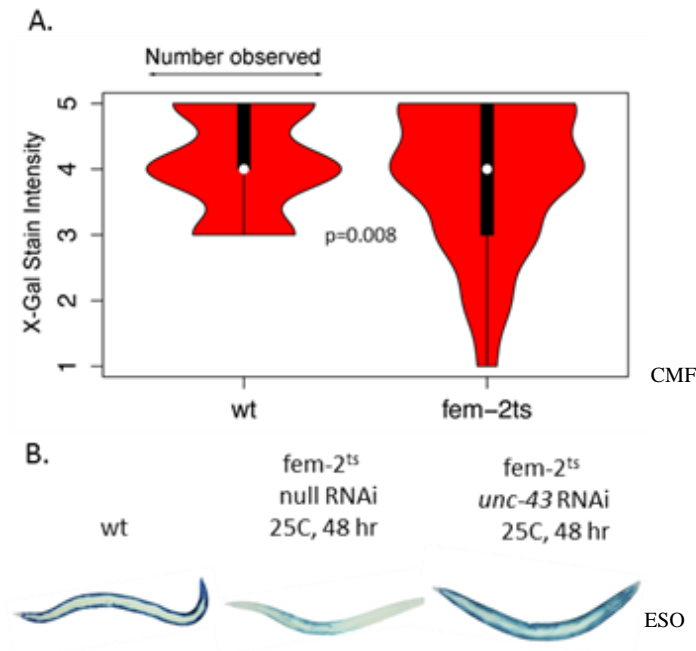 A.
Number observed
X-Gal Stain Intensity
5
4
3
2
1
p=0.008
wt
fem-2ts
CMF
B.
wt
fem-2ts
null RNAi
25C, 48 hr
fem-2ts
unc-43 RNAi
25C, 48 hr
ESO